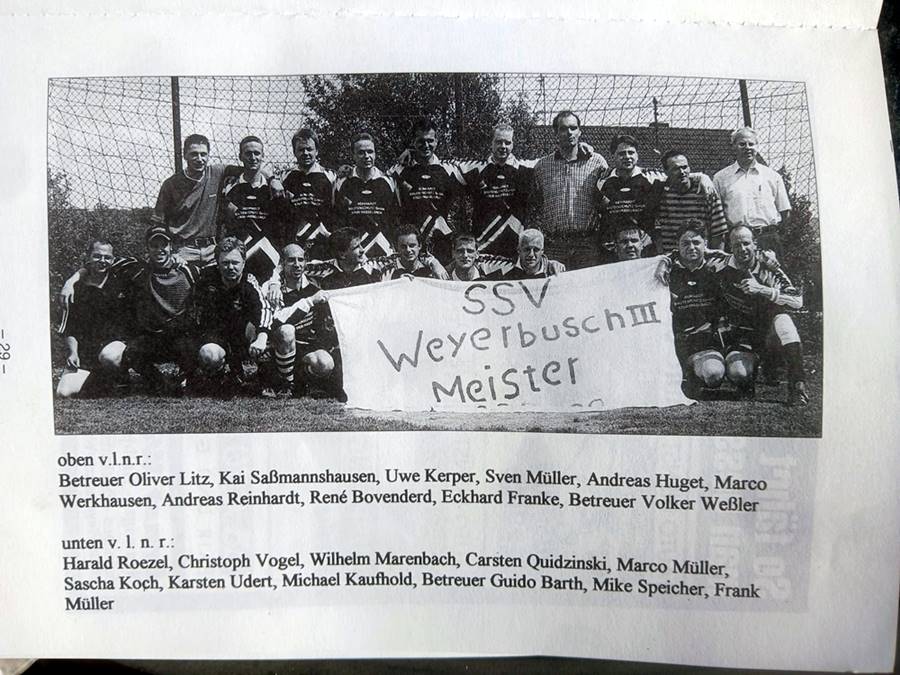 SSV
Weyerbusch III
Meister
- 29 -
oben v.l.n.r.:
Betreuer Oliver Litz, Kai Saßmannshausen, Uwe Kerper, Sven Müller, Andreas Huget, Marco
Werkhausen, Andreas Reinhardt, René Bovenderd, Eckhard Franke, Betreuer Volker Weßler
unten v. l. n. r.:
Harald Roezel, Christoph Vogel, Wilhelm Marenbach, Carsten Quidzinski, Marco Müller,
Sascha Koch, Karsten Udert, Michael Kaufhold, Betreuer Guido Barth, Mike Speicher, Frank
Müller